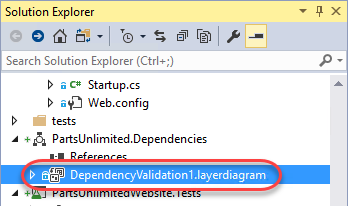 Solution Explorer
Search Solution Explorer (Ctrl+;)
C# Startup.cs
Web.config
tests
PartsUnlimited.Dependencies
References
DependencyValidation1.layerdiagram
PartsUnlimitedWebsite.Tests